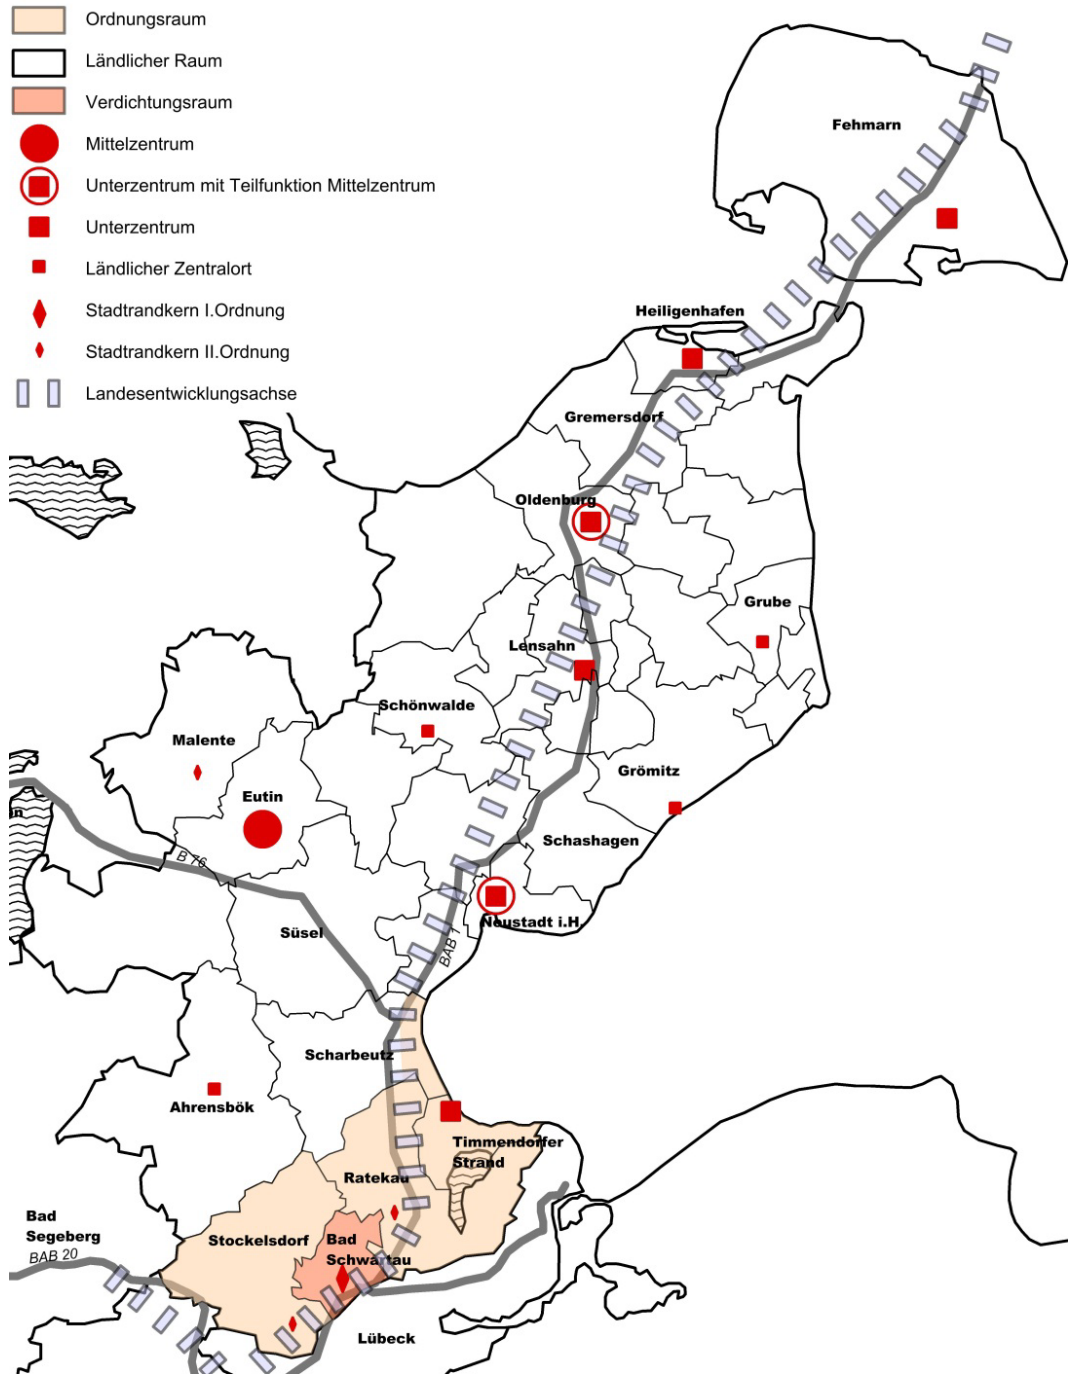 Ordnungsraum
Ländlicher Raum
Verdichtungsraum
Mittelzentrum
Unterzentrum mit Teilfunktion Mittelzentrum
Unterzentrum
Ländlicher Zentralort
Stadtrandkern I.Ordnung
Stadtrandkern II.Ordnung
Landesentwicklungsachse
Fehmarn
Heiligenhafen
Gremersdorf
Oldenburg
Grube
Lensahn
Schönwalde
Malente
Grömitz
Eutin
Schashagen
B 76
Neustadt i.H.
Süsel
BAB 1
Scharbeutz
Ahrensbök
Timmendorfer
Strand
Ratekau
Bad
Segeberg
BAB 20
Stockelsdorf
Bad
Schwartau
Lübeck